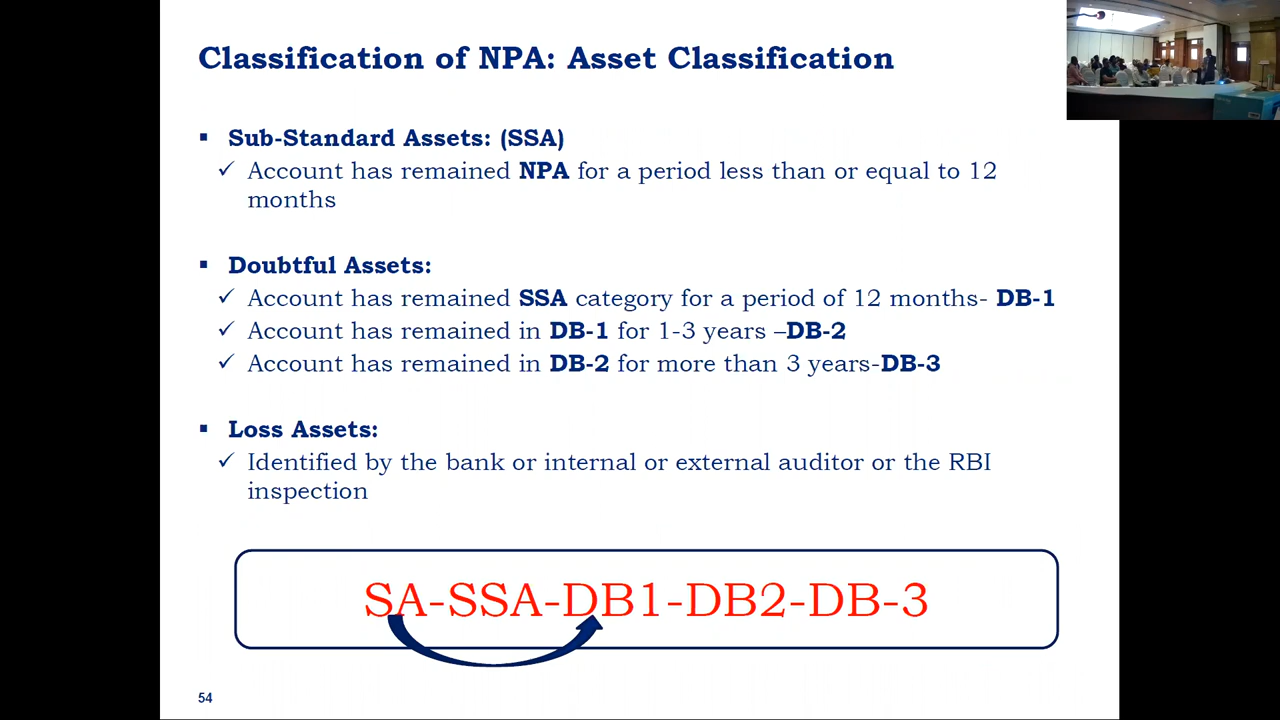 Classification of NPA: Asset Classification
▪ Sub-Standard Assets: (SSA)
✓ Account has remained NPA for a period less than or equal to 12
months
▪ Doubtful Assets:
✓ Account has remained SSA category for a period of 12 months- DB-1
✓ Account has remained in DB-1 for 1-3 years –DB-2
✓ Account has remained in DB-2 for more than 3 years-DB-3
▪ Loss Assets:
✓ Identified by the bank or internal or external auditor or the RBI
inspection
SA-SSA-DB1-DB2-DB-3
54